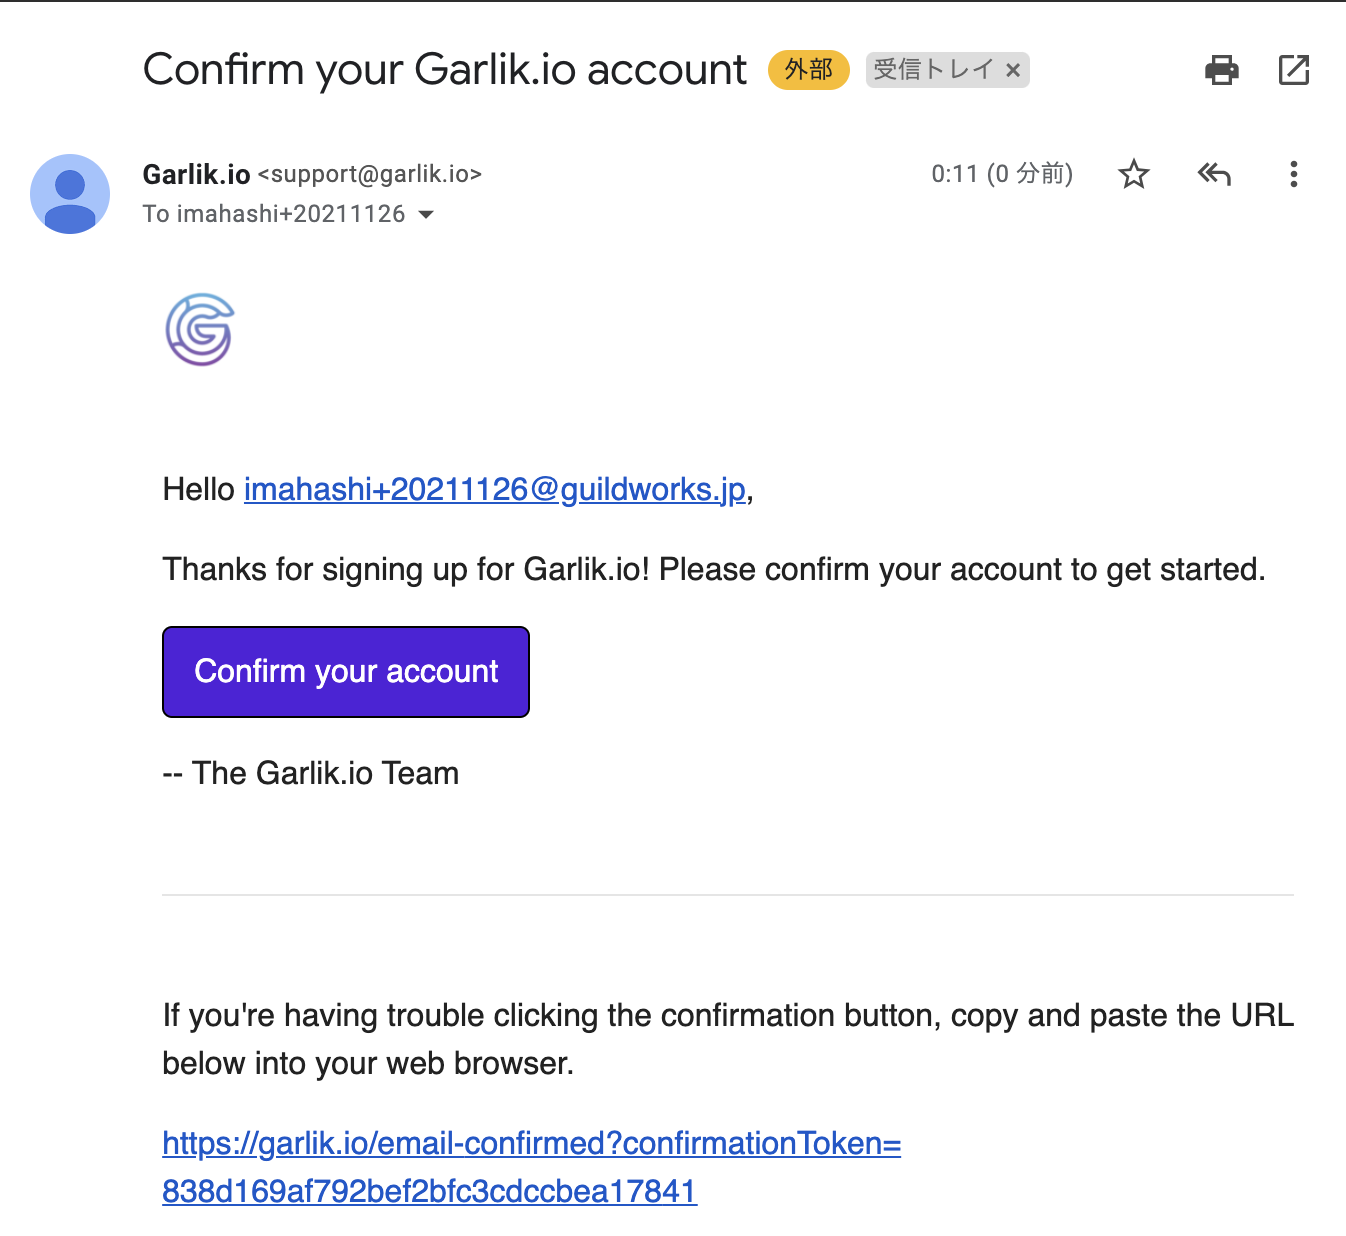 Confirm your Garlik.io account 外部 受信トレイ ×
Garlik.io <support@garlik.io> 0:11 (0 分前)
To imahashi+20211126
Hello imahashi+20211126@guildworks.jp,
Thanks for signing up for Garlik.io! Please confirm your account to get started.
Confirm your account
-- The Garlik.io Team
If you're having trouble clicking the confirmation button, copy and paste the URL
below into your web browser.
https://garlik.io/email-confirmed?confirmationToken=
838d169af792bef2bfc3cdccbea17841